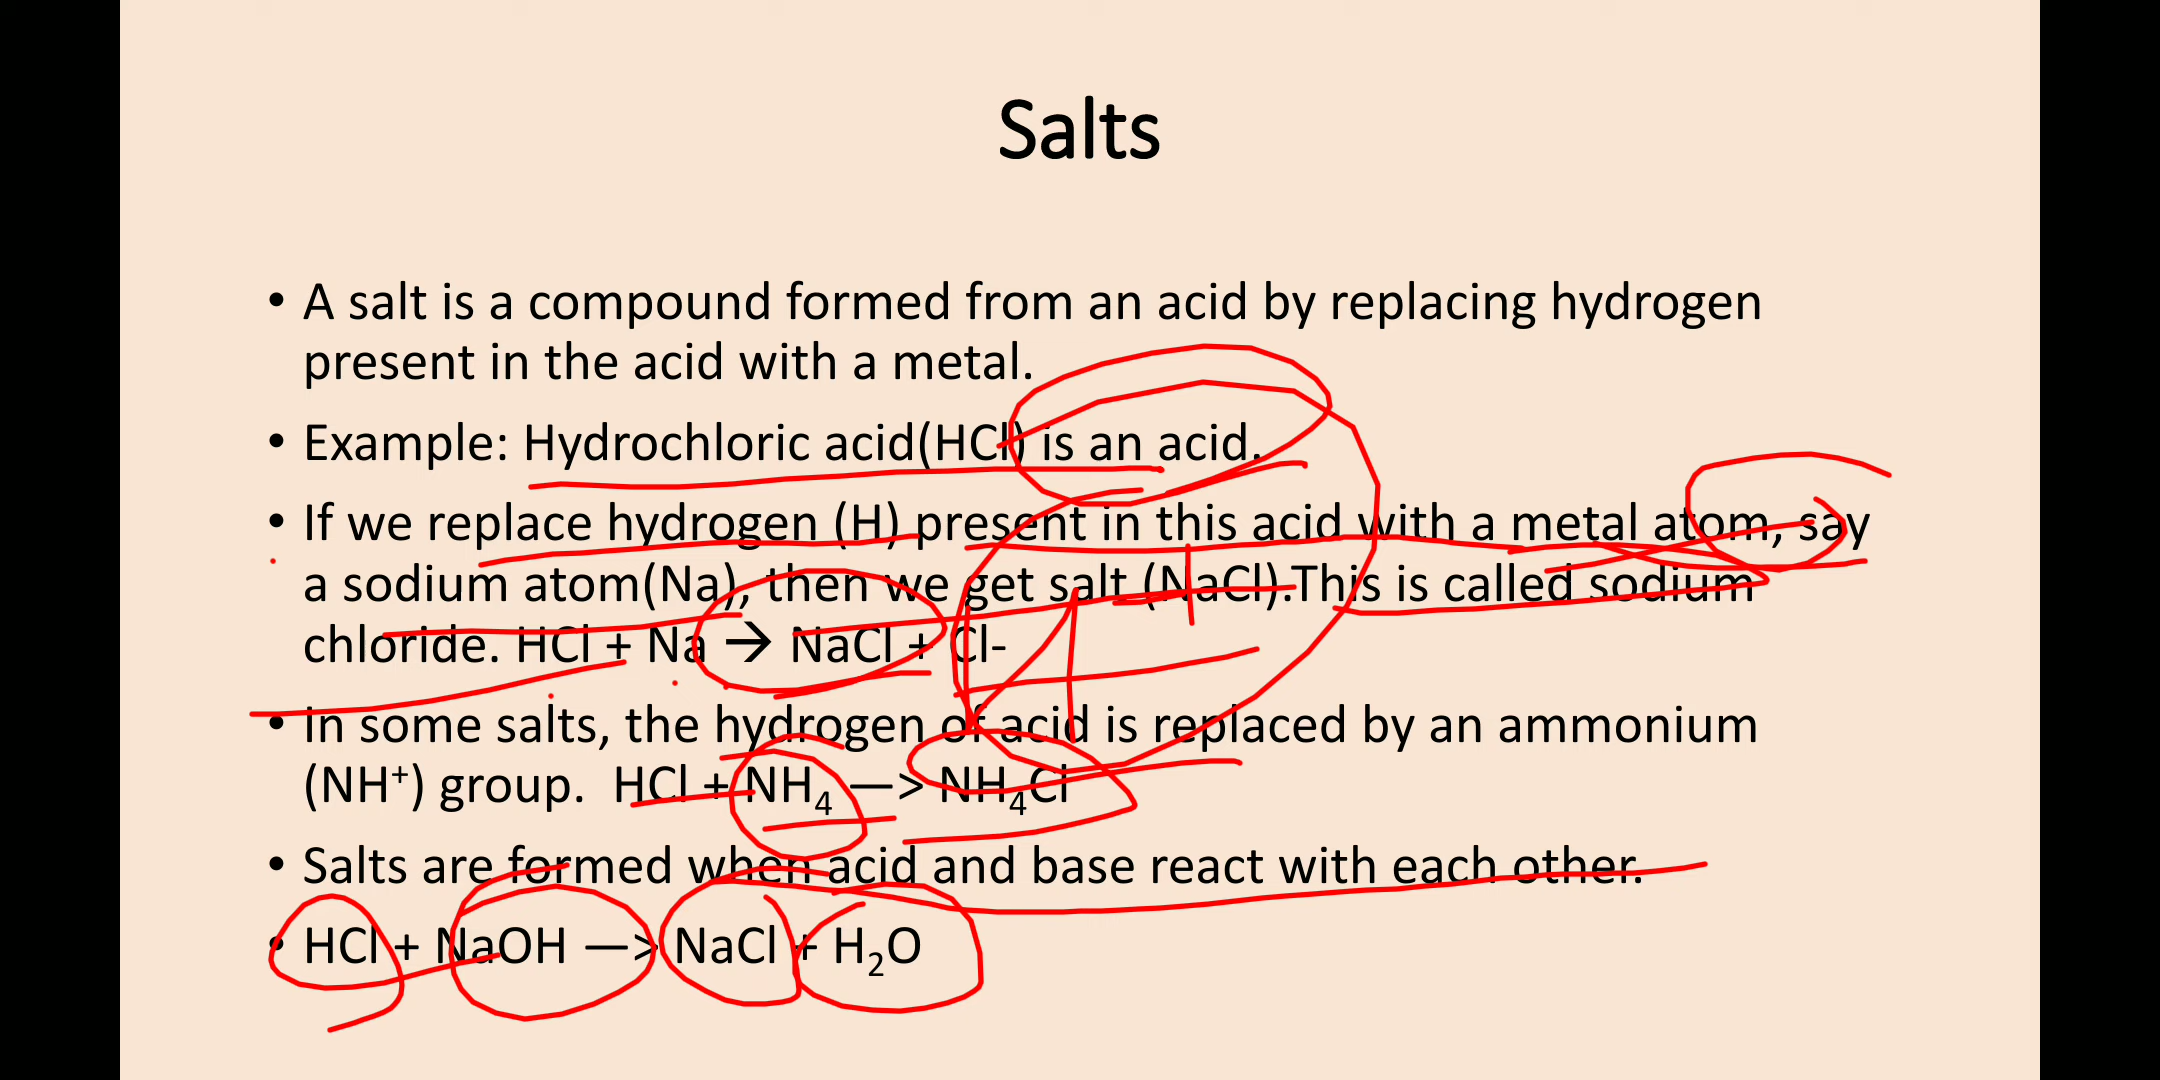 Salts
• A salt is a compound formed from an acid by replacing hydrogen
present in the acid with a metal.
• Example: Hydrochloric acid(HCl) is an acid.
• If we replace hydrogen (H) present in this acid with a metal atom, say
a sodium atom(Na), then we get salt (NaCl).This is called sodium
chloride. HCl + Na → NaCl + Cl-
• In some salts, the hydrogen of acid is replaced by an ammonium
(NH⁺) group. HCl + NH₄ —> NH₄Cl
• Salts are formed when acid and base react with each other.
• HCl + NaOH —> NaCl + H₂O